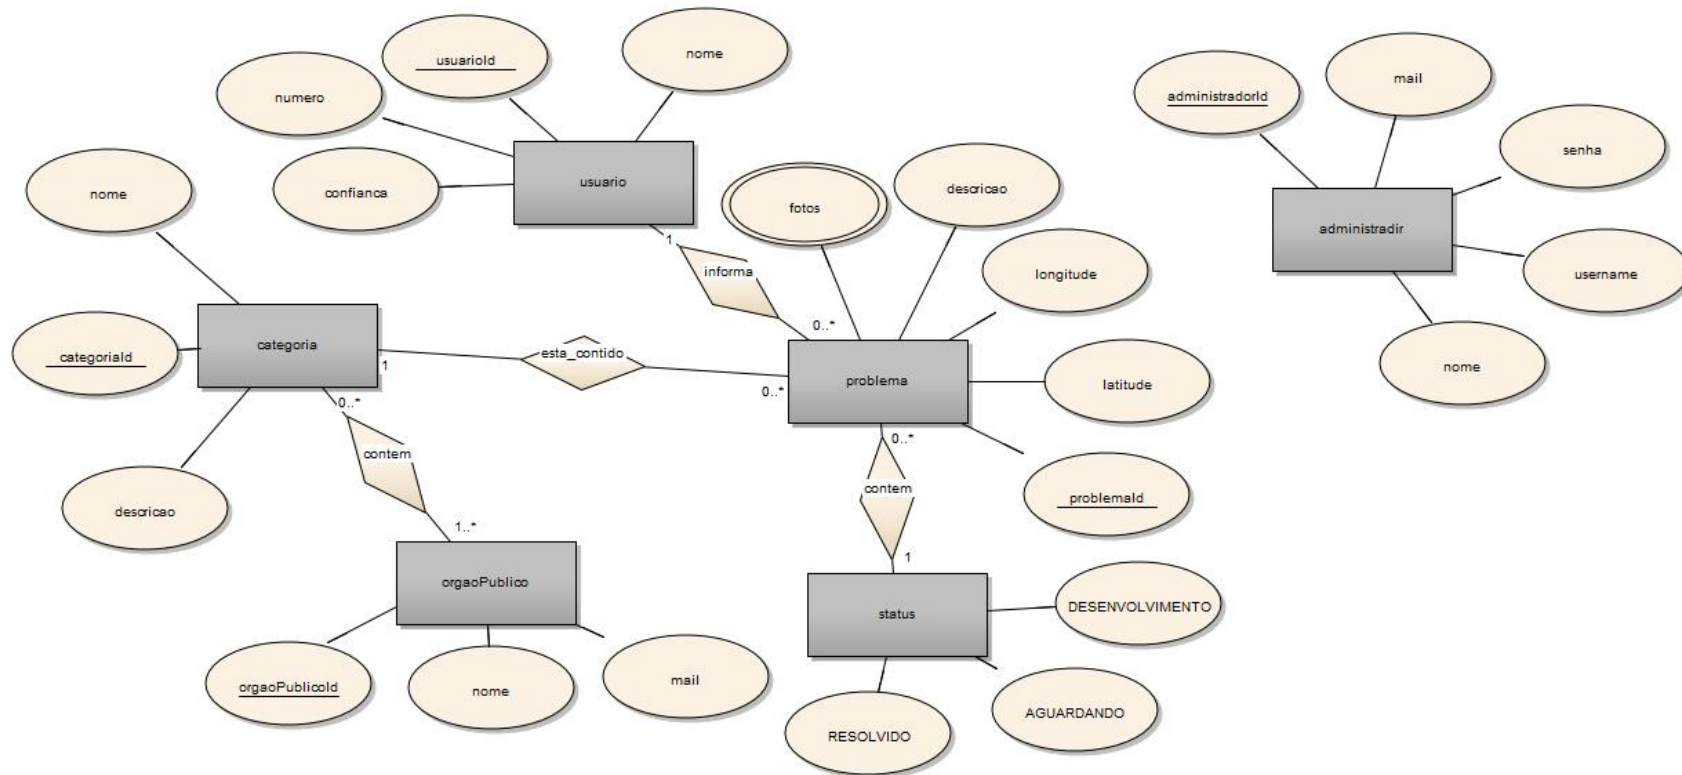 nome
usuarioId
mail
numero
administradorId
senha
confianca
usuario
descricao
nome
fotos
administradir
1
informa
longitude
username
0..*
categoria
esta_contido
categoriaId
1
problema
nome
0..*
latitude
0..*
0..*
contem
contem
problemaId
descricao
1..*
1
orgaoPublico
DESENVOLVIMENTO
status
orgaoPublicoId
nome
mail
AGUARDANDO
RESOLVIDO